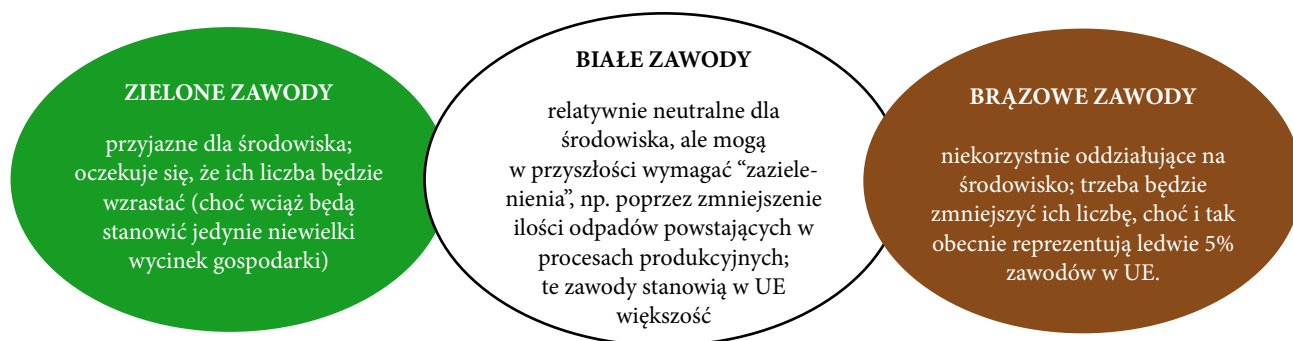 ZIELONE ZAWODY
przyjazne dla środowiska;
oczekuje się, że ich liczba będzie
wzrastać (choć wciąż będą
stanowić jedynie niewielki
wycinek gospodarki)
BIAŁE ZAWODY
relatywnie neutralne dla
środowiska, ale mogą
w przyszłości wymagać “zaziele-
nienia”, np. poprzez zmniejszenie
ilości odpadów powstających w
procesach produkcyjnych;
te zawody stanowią w UE
większość
BRĄZOWE ZAWODY
niekorzystnie oddziałujące na
środowisko; trzeba będzie
zmniejszyć ich liczbę, choć i tak
obecnie reprezentują ledwie 5%
zawodów w UE.